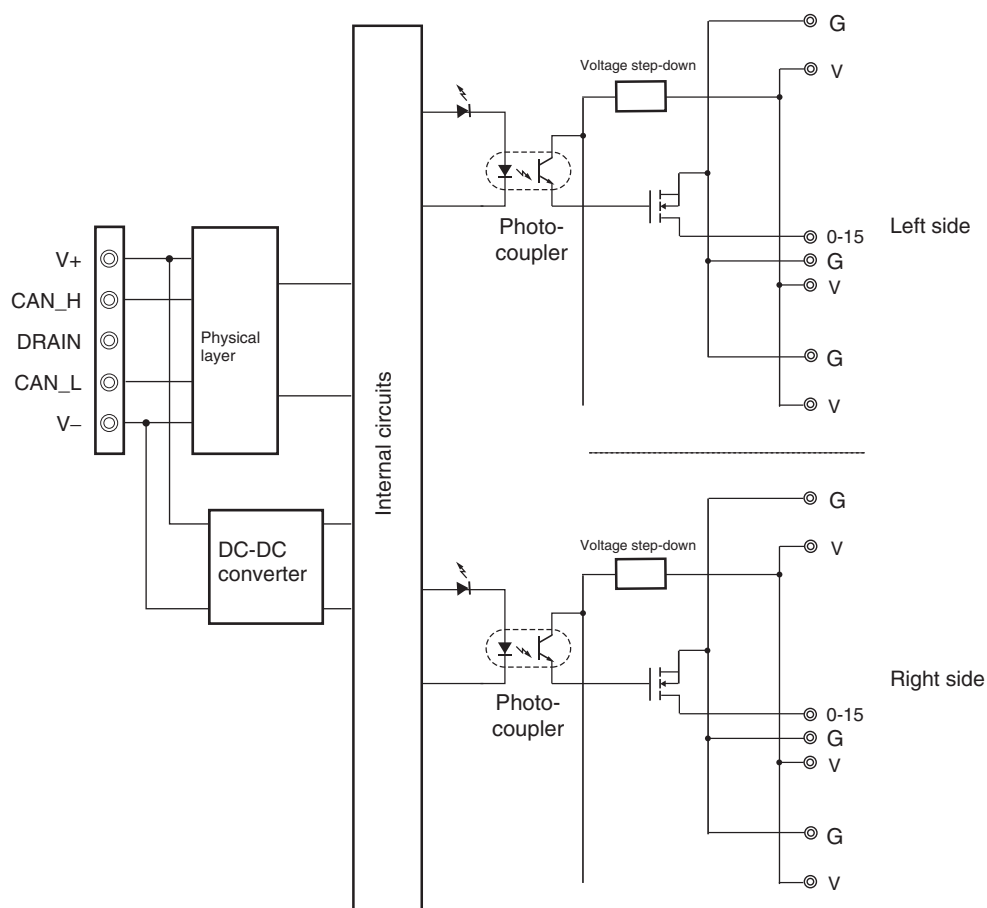 G
Voltage step-down
V
Photo-
coupler
Left side
0-15
G
V
G
V
V+
CAN_H
DRAIN
CAN_L
V–
Physical
layer
Internal circuits
DC-DC
converter
G
Voltage step-down
V
Photo-
coupler
Right side
0-15
G
V
G
V